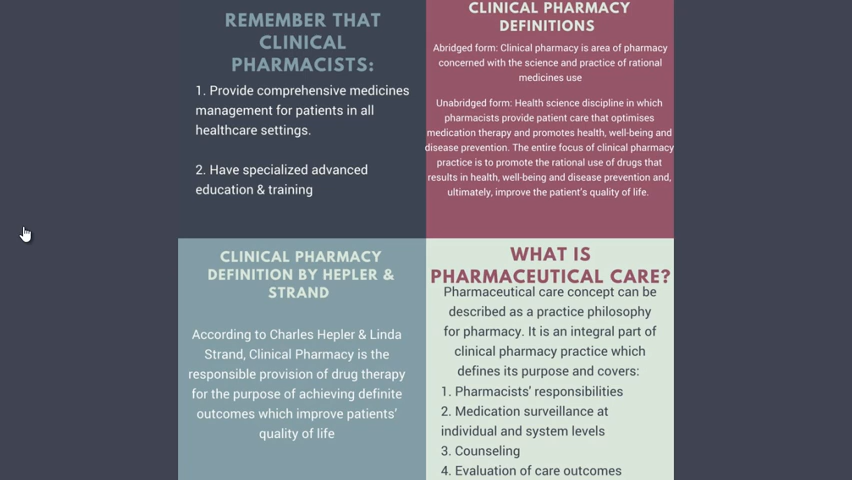 REMEMBER THAT
CLINICAL
PHARMACISTS:
1. Provide comprehensive medicines
management for patients in all
healthcare settings.
2. Have specialized advanced
education & training
CLINICAL PHARMACY
DEFINITIONS
Abridged form: Clinical pharmacy is area of pharmacy
concerned with the science and practice of rational
medicines use
Unabridged form: Health science discipline in which
pharmacists provide patient care that optimises
medication therapy and promotes health, well-being and
disease prevention. The entire focus of clinical pharmacy
practice is to promote the rational use of drugs that
results in health, well-being and disease prevention and,
ultimately, improve the patient's quality of life.
CLINICAL PHARMACY
DEFINITION BY HEPLER &
STRAND
According to Charles Hepler & Linda
Strand, Clinical Pharmacy is the
responsible provision of drug therapy
for the purpose of achieving definite
outcomes which improve patients'
quality of life
WHAT IS
PHARMACEUTICAL CARE?
Pharmaceutical care concept can be
described as a practice philosophy
for pharmacy. It is an integral part of
clinical pharmacy practice which
defines its purpose and covers:
1. Pharmacists' responsibilities
2. Medication surveillance at
individual and system levels
3. Counseling
4. Evaluation of care outcomes